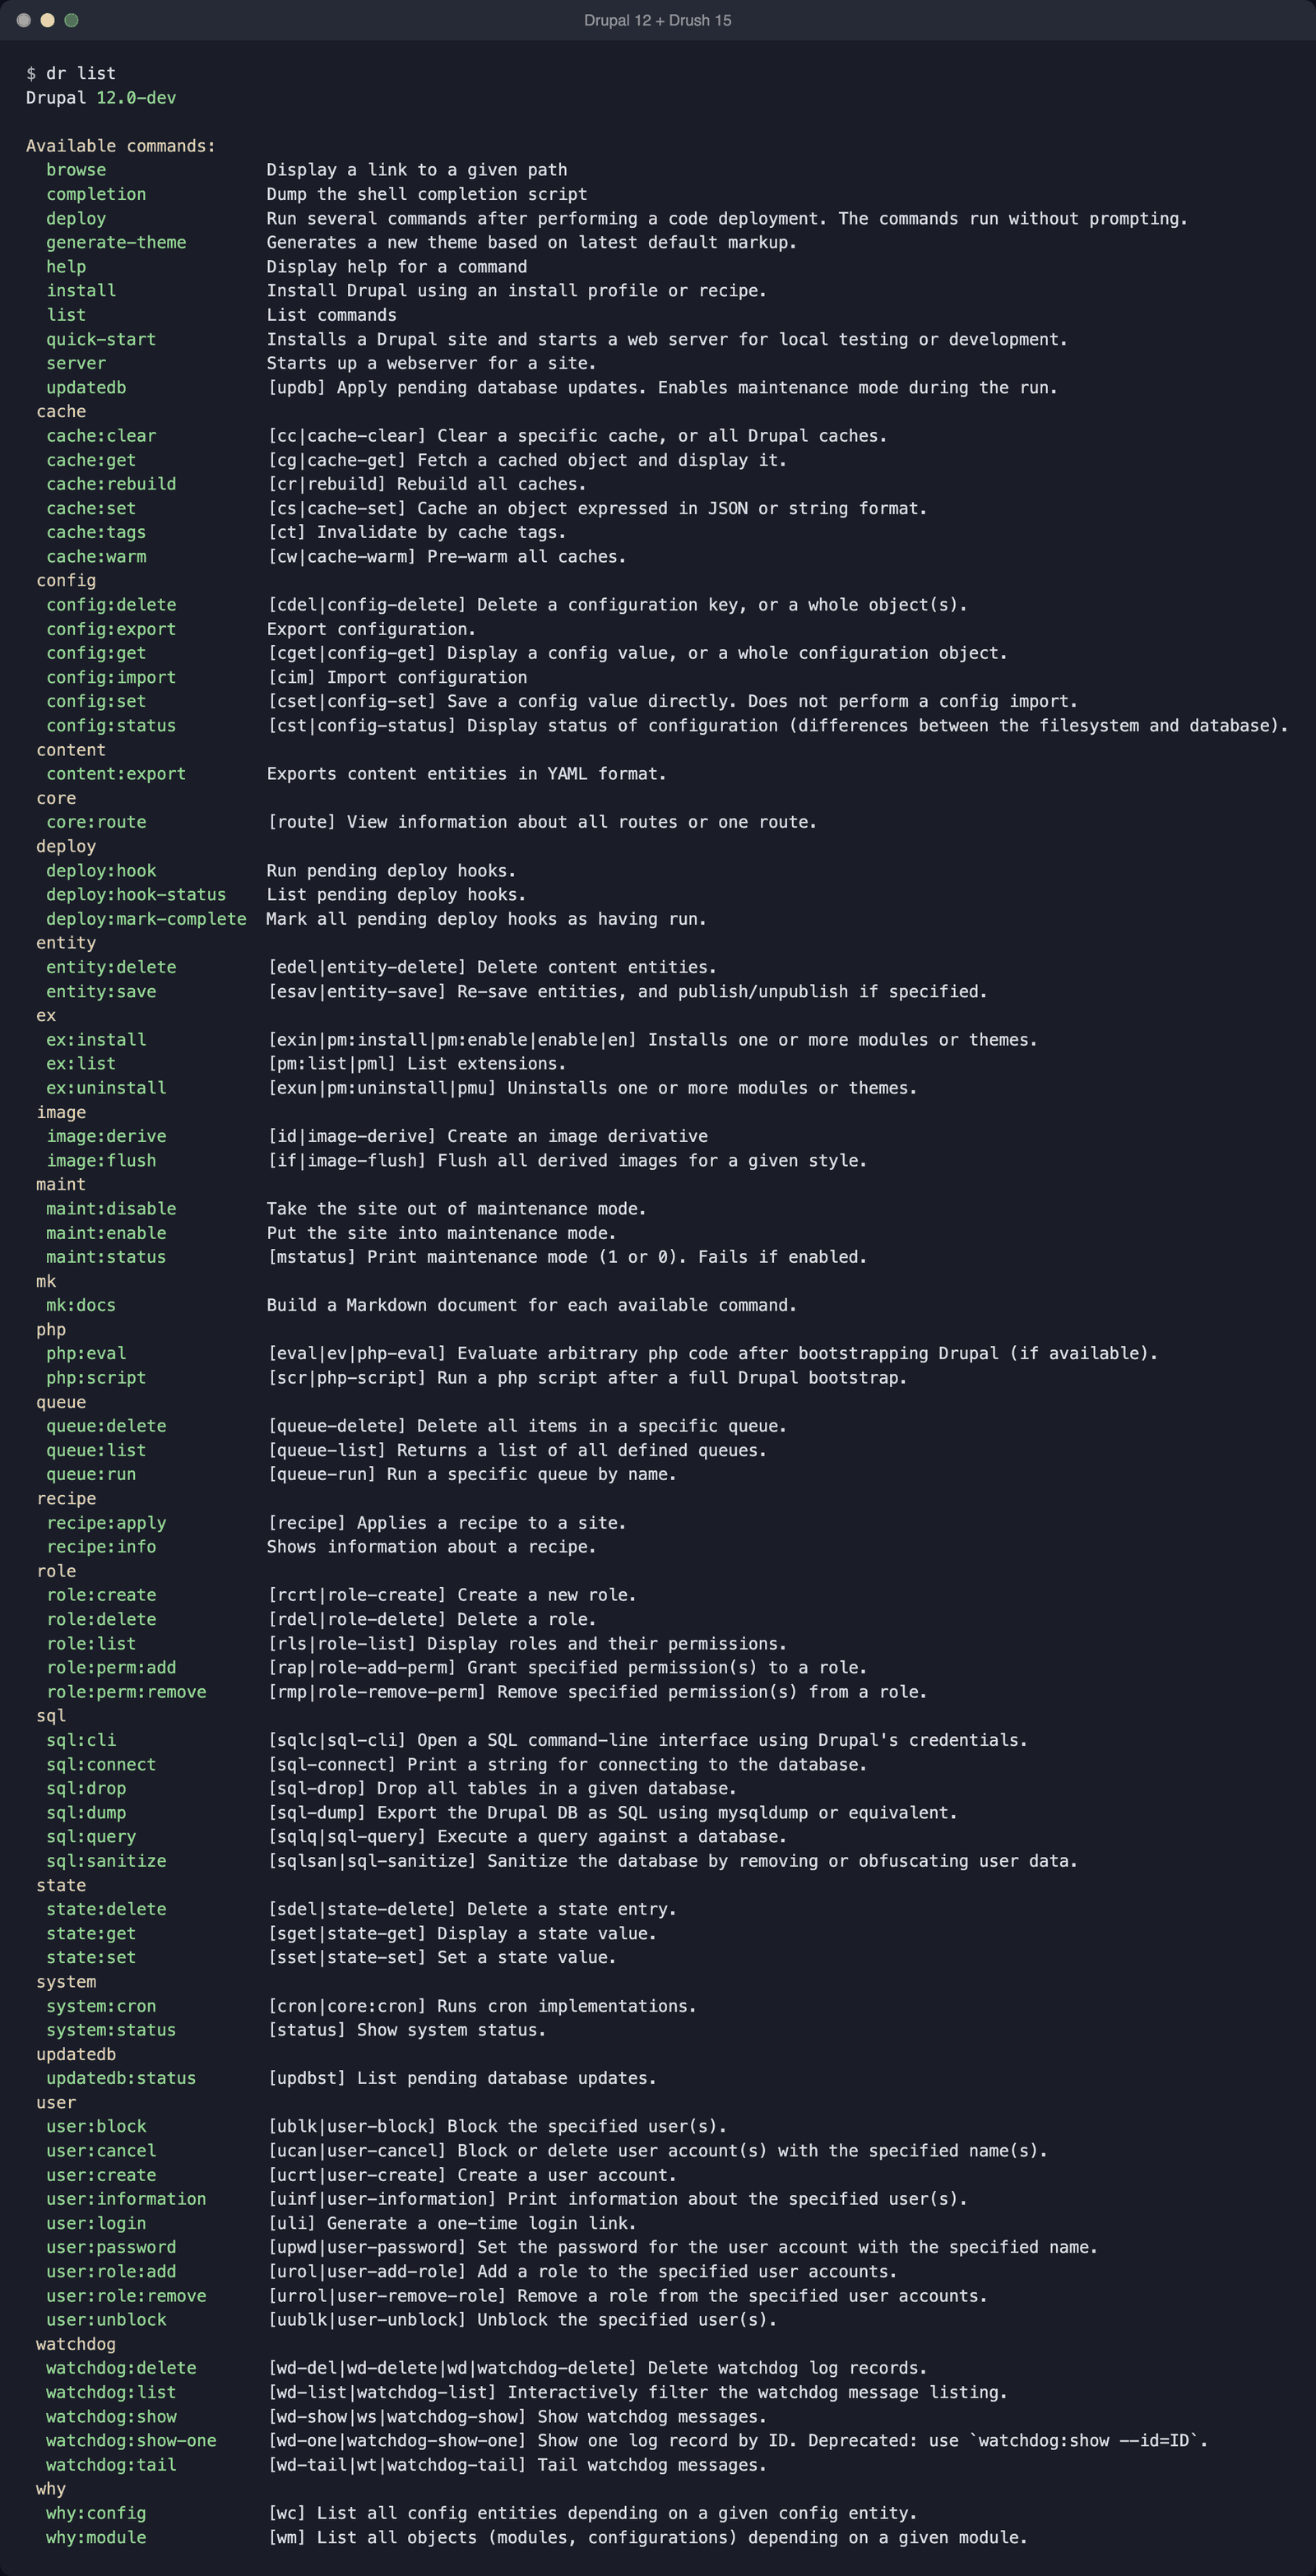 Drupal 12 + Drush 15
$ dr list
Drupal 12.0-dev
Available commands:
browse Display a link to a given path
completion Dump the shell completion script
deploy Run several commands after performing a code deployment. The commands run without prompting.
generate-theme Generates a new theme based on latest default markup.
help Display help for a command
install Install Drupal using an install profile or recipe.
list List commands
quick-start Installs a Drupal site and starts a web server for local testing or development.
server Starts up a webserver for a site.
updatedb [updb] Apply pending database updates. Enables maintenance mode during the run.
cache
cache:clear [cc|cache-clear] Clear a specific cache, or all Drupal caches.
cache:get [cg|cache-get] Fetch a cached object and display it.
cache:rebuild [cr|rebuild] Rebuild all caches.
cache:set [cs|cache-set] Cache an object expressed in JSON or string format.
cache:tags [ct] Invalidate by cache tags.
cache:warm [cw|cache-warm] Pre-warm all caches.
config
config:delete [cdel|config-delete] Delete a configuration key, or a whole object(s).
config:export Export configuration.
config:get [cget|config-get] Display a config value, or a whole configuration object.
config:import [cim] Import configuration
config:set [cset|config-set] Save a config value directly. Does not perform a config import.
config:status [cst|config-status] Display status of configuration (differences between the filesystem and database).
content
content:export Exports content entities in YAML format.
core
core:route [route] View information about all routes or one route.
deploy
deploy:hook Run pending deploy hooks.
deploy:hook-status List pending deploy hooks.
deploy:mark-complete Mark all pending deploy hooks as having run.
entity
entity:delete [edel|entity-delete] Delete content entities.
entity:save [esav|entity-save] Re-save entities, and publish/unpublish if specified.
ex
ex:install [exin|pm:install|pm:enable|enable|en] Installs one or more modules or themes.
ex:list [pm:list|pml] List extensions.
ex:uninstall [exun|pm:uninstall|pmu] Uninstalls one or more modules or themes.
image
image:derive [id|image-derive] Create an image derivative
image:flush [if|image-flush] Flush all derived images for a given style.
maint
maint:disable Take the site out of maintenance mode.
maint:enable Put the site into maintenance mode.
maint:status [mstatus] Print maintenance mode (1 or 0). Fails if enabled.
mk
mk:docs Build a Markdown document for each available command.
php
php:eval [eval|ev|php-eval] Evaluate arbitrary php code after bootstrapping Drupal (if available).
php:script [scr|php-script] Run a php script after a full Drupal bootstrap.
queue
queue:delete [queue-delete] Delete all items in a specific queue.
queue:list [queue-list] Returns a list of all defined queues.
queue:run [queue-run] Run a specific queue by name.
recipe
recipe:apply [recipe] Applies a recipe to a site.
recipe:info Shows information about a recipe.
role
role:create [rcrt|role-create] Create a new role.
role:delete [rdel|role-delete] Delete a role.
role:list [rls|role-list] Display roles and their permissions.
role:perm:add [rap|role-add-perm] Grant specified permission(s) to a role.
role:perm:remove [rmp|role-remove-perm] Remove specified permission(s) from a role.
sql
sql:cli [sqlc|sql-cli] Open a SQL command-line interface using Drupal's credentials.
sql:connect [sql-connect] Print a string for connecting to the database.
sql:drop [sql-drop] Drop all tables in a given database.
sql:dump [sql-dump] Export the Drupal DB as SQL using mysqldump or equivalent.
sql:query [sqlq|sql-query] Execute a query against a database.
sql:sanitize [sqlsan|sql-sanitize] Sanitize the database by removing or obfuscating user data.
state
state:delete [sdel|state-delete] Delete a state entry.
state:get [sget|state-get] Display a state value.
state:set [sset|state-set] Set a state value.
system
system:cron [cron|core:cron] Runs cron implementations.
system:status [status] Show system status.
updatedb
updatedb:status [updbst] List pending database updates.
user
user:block [ublk|user-block] Block the specified user(s).
user:cancel [ucan|user-cancel] Block or delete user account(s) with the specified name(s).
user:create [ucrt|user-create] Create a user account.
user:information [uinf|user-information] Print information about the specified user(s).
user:login [uli] Generate a one-time login link.
user:password [upwd|user-password] Set the password for the user account with the specified name.
user:role:add [urol|user-add-role] Add a role to the specified user accounts.
user:role:remove [urrol|user-remove-role] Remove a role from the specified user accounts.
user:unblock [uublk|user-unblock] Unblock the specified user(s).
watchdog
watchdog:delete [wd-del|wd-delete|wd|watchdog-delete] Delete watchdog log records.
watchdog:list [wd-list|watchdog-list] Interactively filter the watchdog message listing.
watchdog:show [wd-show|ws|watchdog-show] Show watchdog messages.
watchdog:show-one [wd-one|watchdog-show-one] Show one log record by ID. Deprecated: use `watchdog:show --id=ID`.
watchdog:tail [wd-tail|wt|watchdog-tail] Tail watchdog messages.
why
why:config [wc] List all config entities depending on a given config entity.
why:module [wm] List all objects (modules, configurations) depending on a given module.